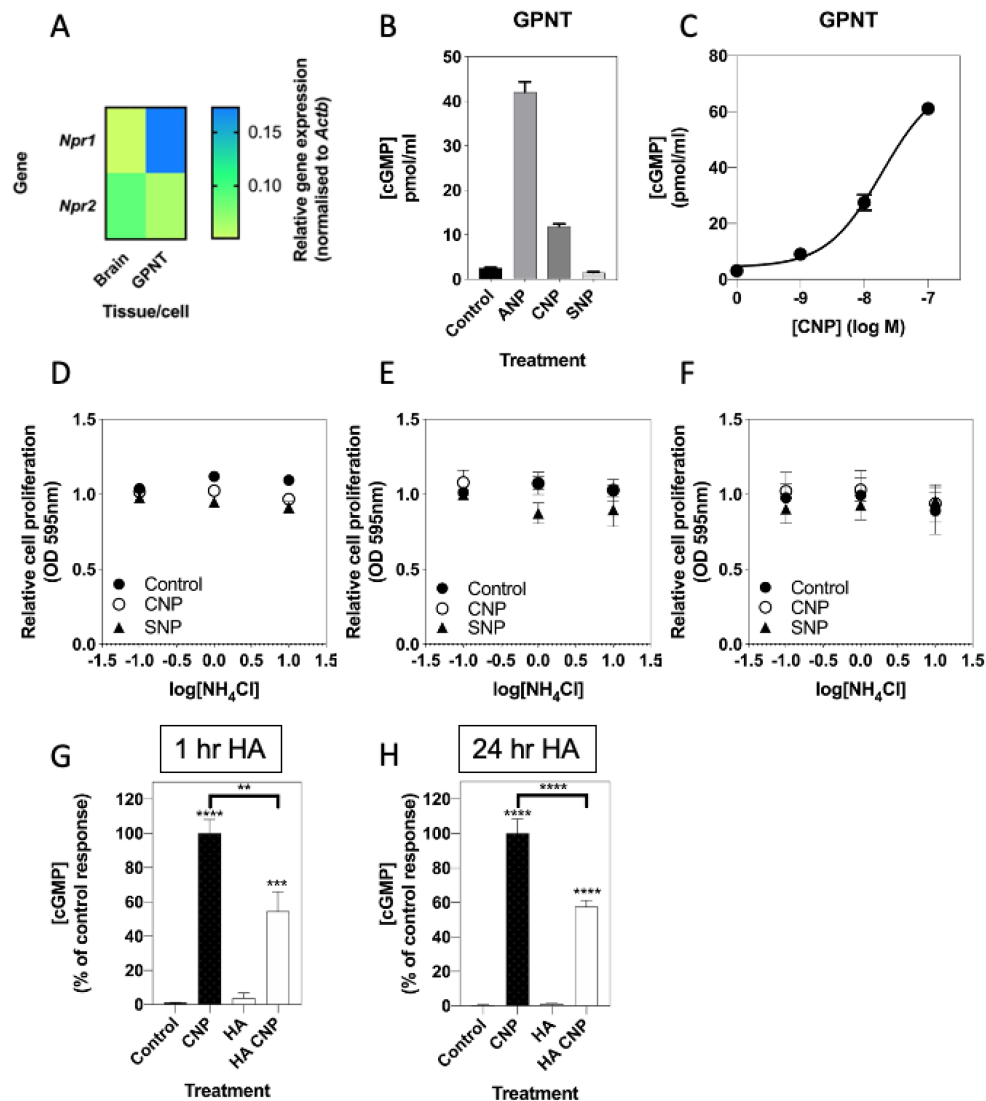 A
Gene
Npr1
Npr2
Brain
GPNT
Tissue/cell
0.15
0.10
Relative gene expression
(normalised to Actb)
B
GPNT
[cGMP]
pmol/ml
50
40
30
20
10
0
Control
ANP
CNP
SNP
Treatment
C
GPNT
[cGMP]
(pmol/ml)
80
60
40
20
0
0 -9 -8 -7
[CNP] (log M)
D
Relative cell proliferation
(OD 595nm)
1.5
1.0
0.5
0.0
Control
CNP
SNP
-1.5 -1.0 -0.5 0.0 0.5 1.0 1.5
log[NH4Cl]
E
Relative cell proliferation
(OD 595nm)
1.5
1.0
0.5
0.0
Control
CNP
SNP
-1.5 -1.0 -0.5 0.0 0.5 1.0 1.5
log[NH4Cl]
F
Relative cell proliferation
(OD 595nm)
1.5
1.0
0.5
0.0
Control
CNP
SNP
-1.5 -1.0 -0.5 0.0 0.5 1.0 1.5
log[NH4Cl]
G
1 hr HA
[cGMP]
(% of control response)
120
100
80
60
40
20
0
**
****
***
Control
CNP
HA
HA CNP
Treatment
H
24 hr HA
[cGMP]
(% of control response)
120
100
80
60
40
20
0
****
****
****
Control
CNP
HA
HA CNP
Treatment